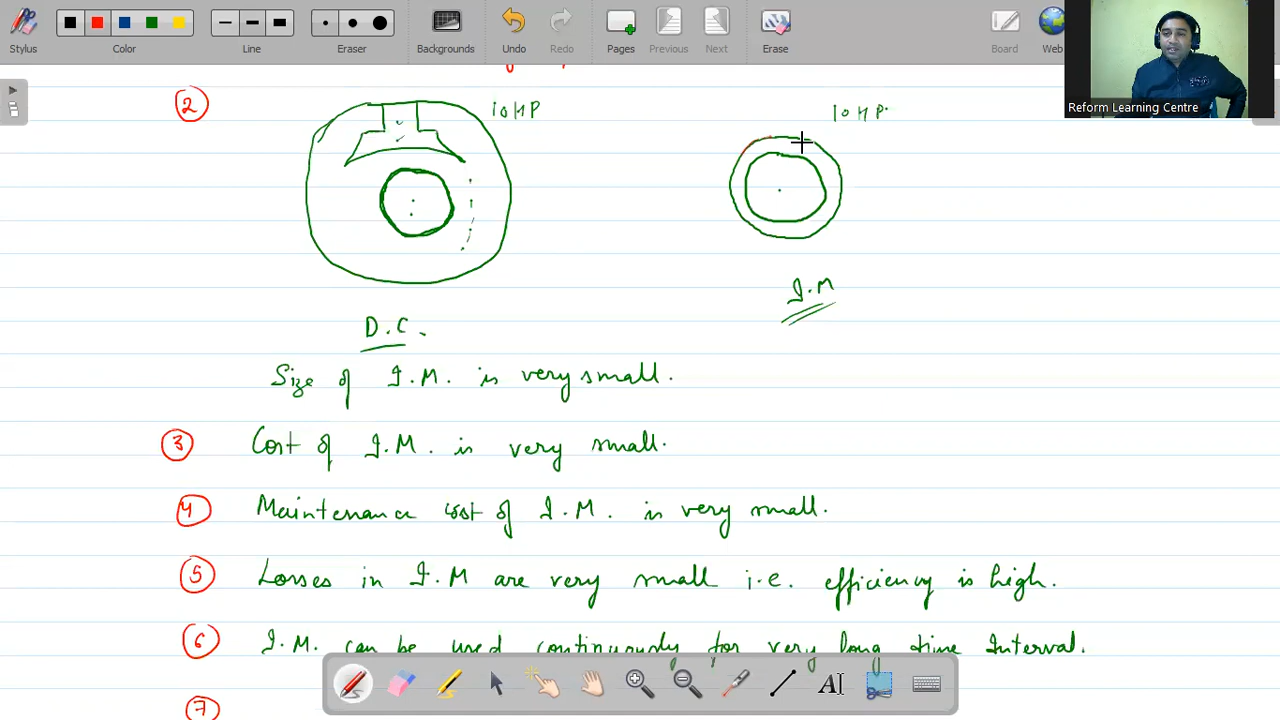 Stylus
Color
Line
Eraser
Backgrounds
Undo
Redo
Pages
Previous
Next
Erase
Board
Web
Reform Learning Centre
2
10 HP
10 HP.
I.M
D.C.
Size of I.M. is very small.
3 Cost of I.M. is very small.
4 Maintenance cost of I.M. is very small.
5 Losses in I.M are very small i.e. efficiency is high.
6 I.M. can be used continuously for very long time Interval.
7